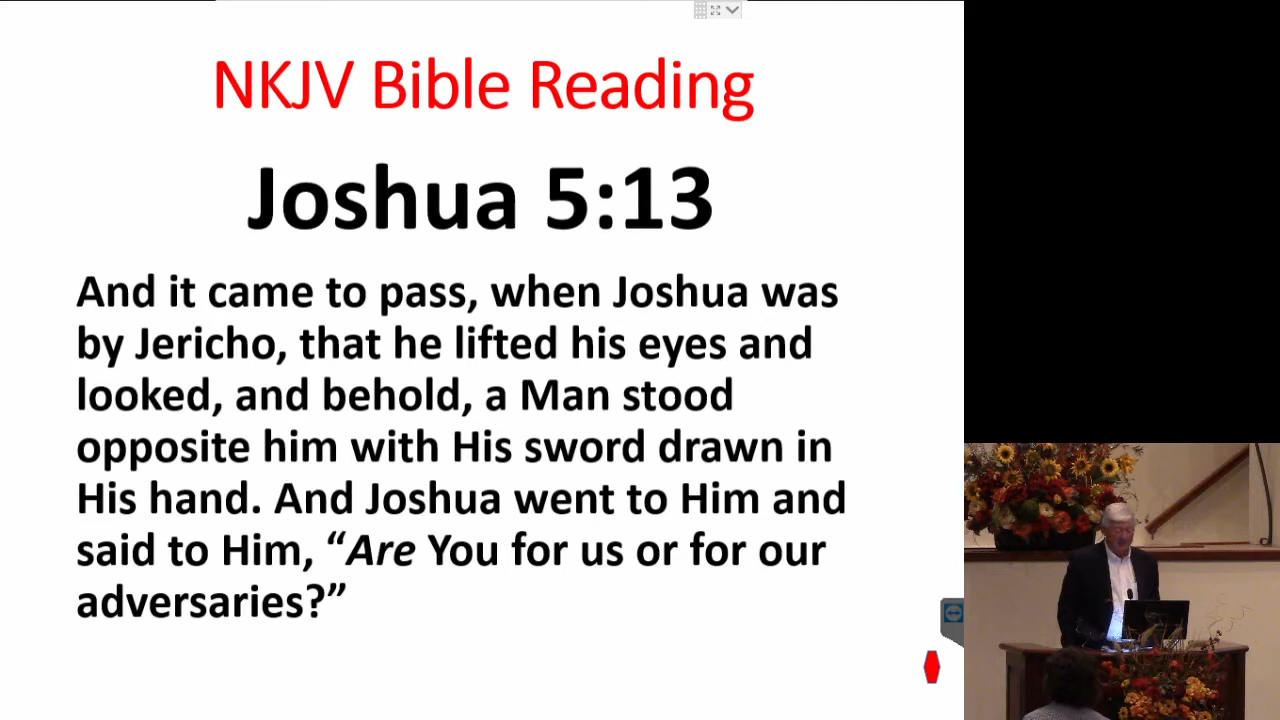 NKJV Bible Reading
Joshua 5:13
And it came to pass, when Joshua was
by Jericho, that he lifted his eyes and
looked, and behold, a Man stood
opposite him with His sword drawn in
His hand. And Joshua went to Him and
said to Him, “Are You for us or for our
adversaries?”